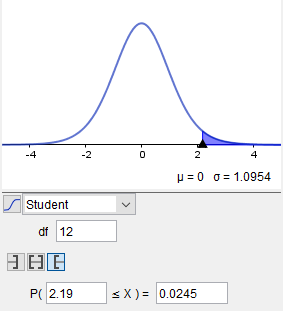 -4 -2 0 2 4
μ = 0 σ = 1.0954
Student
df 12
P( 2.19 ≤ X ) = 0.0245